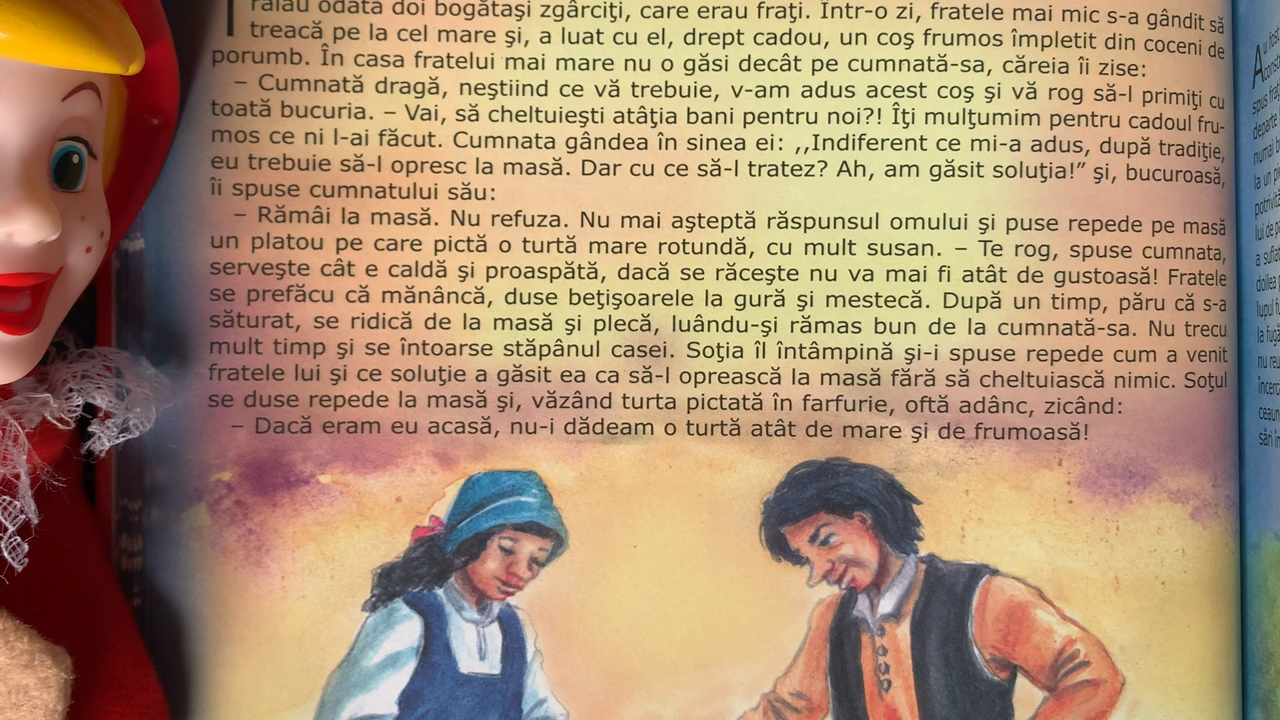 Trăiau odată doi bogătaşi zgârciţi, care erau fraţi. Într-o zi, fratele mai mic s-a gândit să
treacă pe la cel mare şi, a luat cu el, drept cadou, un coş frumos împletit din coceni de
porumb. În casa fratelui mai mare nu o găsi decât pe cumnată-sa, căreia îi zise:
– Cumnată dragă, neştiind ce vă trebuie, v-am adus acest coş şi vă rog să-l primiţi cu
toată bucuria. – Vai, să cheltuieşti atâţia bani pentru noi?! Îţi mulţumim pentru cadoul fru-
mos ce ni l-ai făcut. Cumnata gândea în sinea ei: ,,Indiferent ce mi-a adus, după tradiţie,
eu trebuie să-l opresc la masă. Dar cu ce să-l tratez? Ah, am găsit soluţia!” şi, bucuroasă,
îi spuse cumnatului său:
– Rămâi la masă. Nu refuza. Nu mai aşteptă răspunsul omului şi puse repede pe masă
un platou pe care pictă o turtă mare rotundă, cu mult susan. – Te rog, spuse cumnata,
serveşte cât e caldă şi proaspătă, dacă se răceşte nu va mai fi atât de gustoasă! Fratele
se prefăcu că mănâncă, duse beţişoarele la gură şi mestecă. După un timp, păru că s-a
săturat, se ridică de la masă şi plecă, luându-şi rămas bun de la cumnată-sa. Nu trecu
mult timp şi se întoarse stăpânul casei. Soţia îl întâmpină şi-i spuse repede cum a venit
fratele lui şi ce soluţie a găsit ea ca să-l oprească la masă fără să cheltuiască nimic. Soţul
se duse repede la masă şi, văzând turta pictată în farfurie, oftă adânc, zicând:
– Dacă eram eu acasă, nu-i dădeam o turtă atât de mare şi de frumoasă!